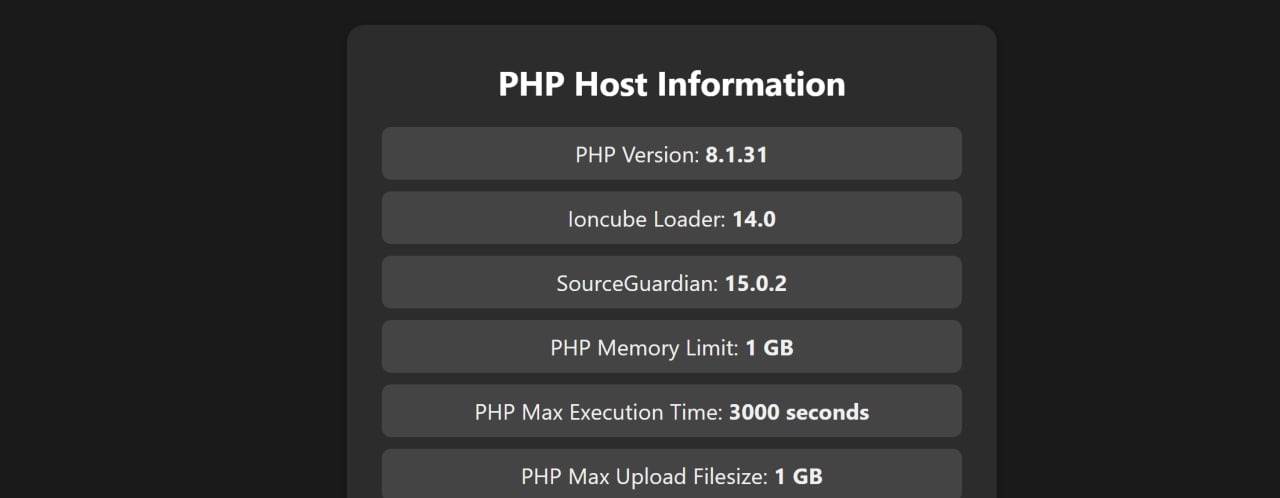 PHP Host Information
PHP Version: 8.1.31
Ioncube Loader: 14.0
SourceGuardian: 15.0.2
PHP Memory Limit: 1 GB
PHP Max Execution Time: 3000 seconds
PHP Max Upload Filesize: 1 GB